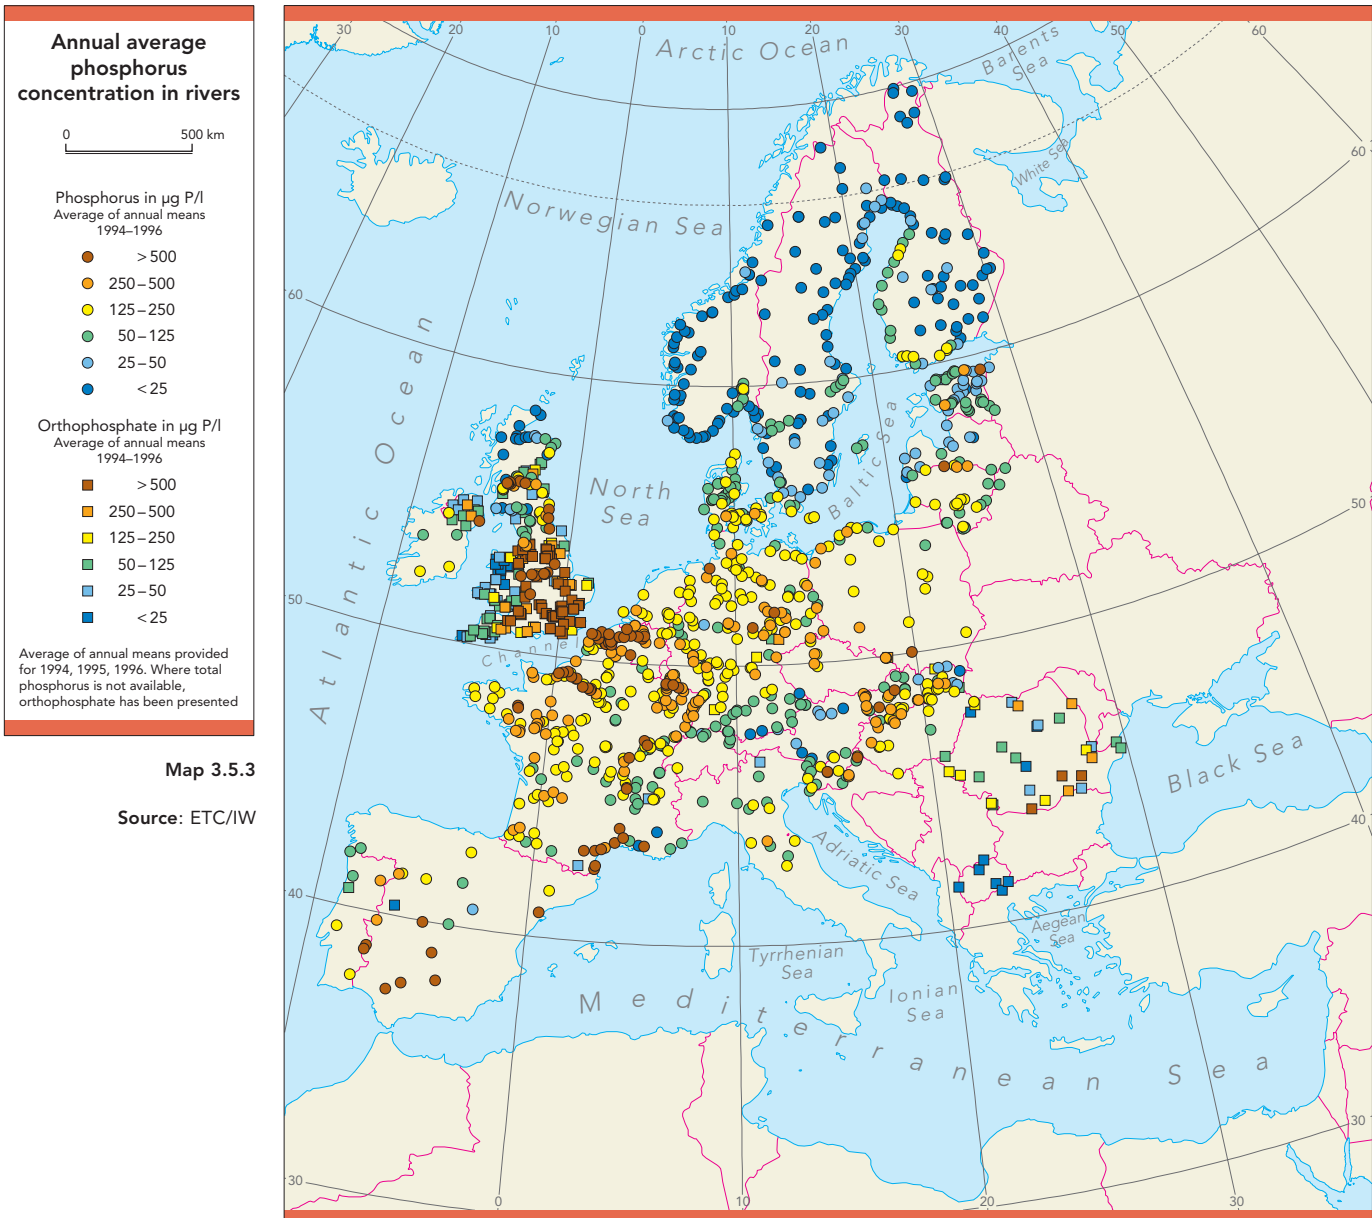 Annual average
phosphorus
concentration in rivers
0 500 km
Phosphorus in µg P/l
Average of annual means
1994–1996
> 500
250–500
125–250
50–125
25–50
< 25
Orthophosphate in µg P/l
Average of annual means
1994–1996
> 500
250–500
125–250
50–125
25–50
< 25
Average of annual means provided
for 1994, 1995, 1996. Where total
phosphorus is not available,
orthophosphate has been presented
Map 3.5.3
Source: ETC/IW
30 20 10 0 10 20 30 40 50 60
Arctic Ocean
Barents
Sea
White Sea
60
Norwegian Sea
60
Atlantic Ocean
North
Sea
Baltic Sea
50
50
Channel
Black Sea
40
Adriatic Sea
40
Aegean
Sea
Tyrrhenian
Sea
Ionian
Sea
Mediterranean Sea
30
30
0 10 20 30